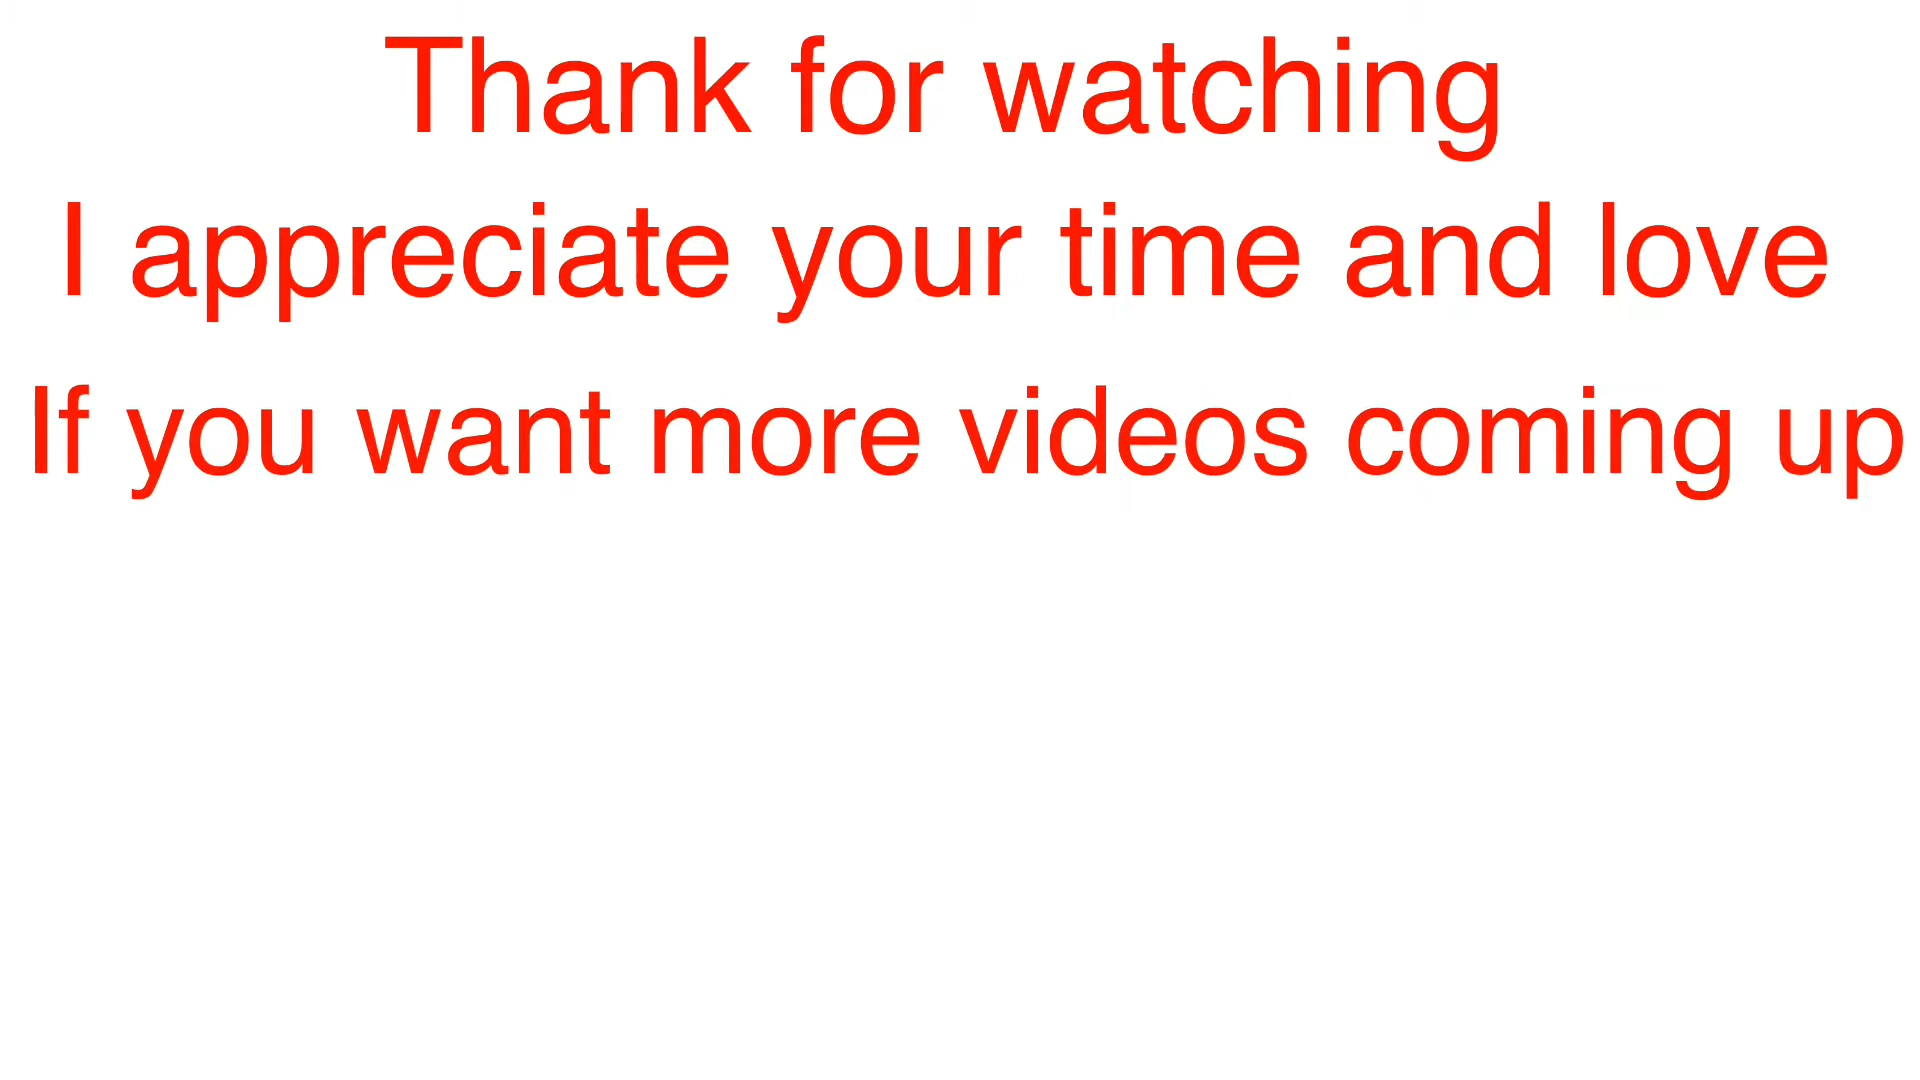 Thank for watching
I appreciate your time and love
If you want more videos coming up